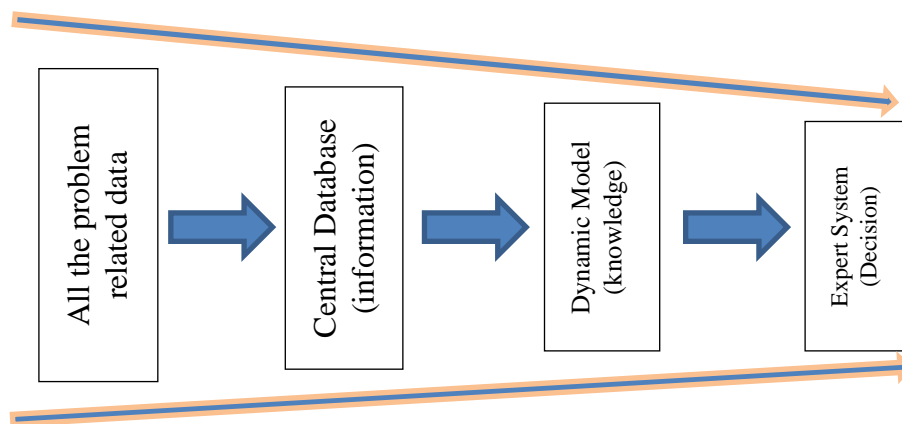 All the problem
related data
Central Database
(information)
Dynamic Model
(knowledge)
Expert System
(Decision)